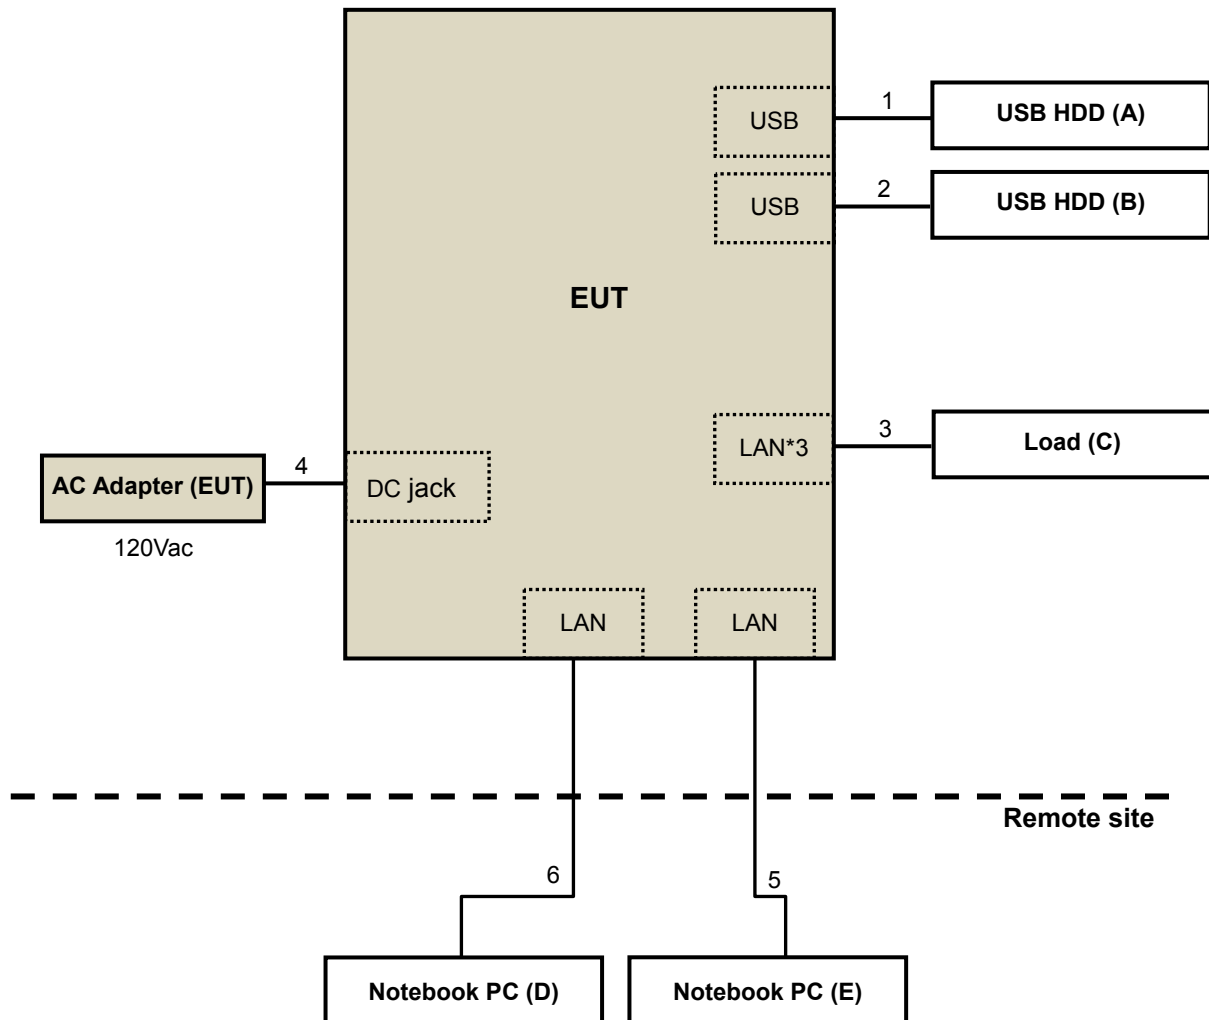 USB
1
USB HDD (A)
USB
2
USB HDD (B)
EUT
LAN*3
3
Load (C)
AC Adapter (EUT)
4
DC jack
120Vac
LAN
LAN
Remote site
6
5
Notebook PC (D)
Notebook PC (E)